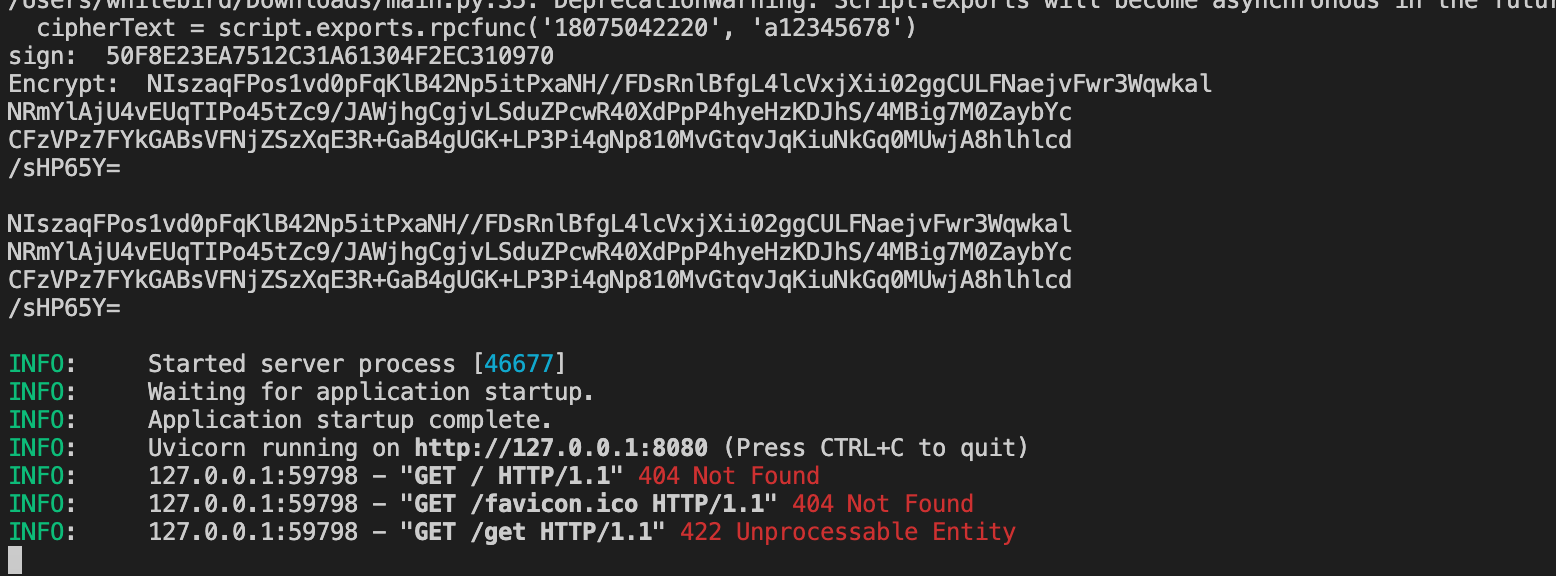 /Users/whitebird/Downloads/main.py:35: DeprecationWarning: Script.exports will become asynchronous in the futur
  cipherText = script.exports.rpcfunc('18075042220', 'a12345678')
sign:  50F8E23EA7512C31A61304F2EC310970
Encrypt:  NIszaqFPos1vd0pFqKlB42Np5itPxaNH//FDsRnlBfgL4lcVxjXii02ggCULFNaejvFwr3Wqwkal
NRmYlAjU4vEUqTIPo45tZc9/JAWjhgCgjvLSduZPcwR40XdPpP4hyeHzKDJhS/4MBig7M0ZaybYc
CFzVPz7FYkGABsVFNjZSzXqE3R+GaB4gUGK+LP3Pi4gNp810MvGtqvJqKiuNkGq0MUwjA8hlhlcd
/sHP65Y=
NIszaqFPos1vd0pFqKlB42Np5itPxaNH//FDsRnlBfgL4lcVxjXii02ggCULFNaejvFwr3Wqwkal
NRmYlAjU4vEUqTIPo45tZc9/JAWjhgCgjvLSduZPcwR40XdPpP4hyeHzKDJhS/4MBig7M0ZaybYc
CFzVPz7FYkGABsVFNjZSzXqE3R+GaB4gUGK+LP3Pi4gNp810MvGtqvJqKiuNkGq0MUwjA8hlhlcd
/sHP65Y=
INFO:     Started server process [46677]
INFO:     Waiting for application startup.
INFO:     Application startup complete.
INFO:     Uvicorn running on http://127.0.0.1:8080 (Press CTRL+C to quit)
INFO:     127.0.0.1:59798 – "GET / HTTP/1.1" 404 Not Found
INFO:     127.0.0.1:59798 – "GET /favicon.ico HTTP/1.1" 404 Not Found
INFO:     127.0.0.1:59798 – "GET /get HTTP/1.1" 422 Unprocessable Entity